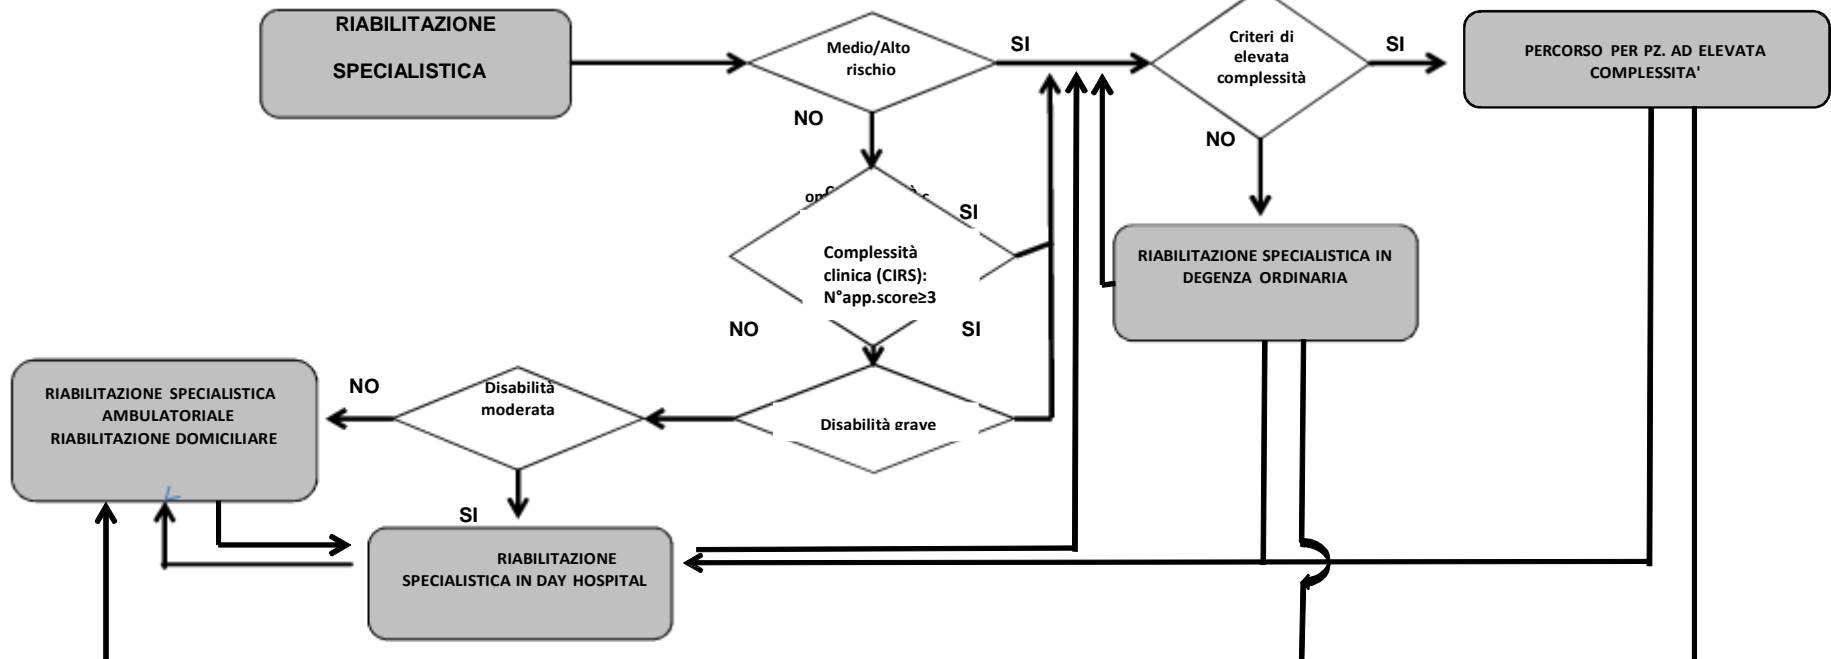 RIABILITAZIONE
SPECIALISTICA
Medio/Alto
rischio
SI
NO
Criteri di
elevata
complessità
SI
NO
PERCORSO PER PZ. AD ELEVATA
COMPLESSITA'
SI
Complessità
clinica (CIRS):
N°app.score≥3
NO
SI
RIABILITAZIONE SPECIALISTICA IN
DEGENZA ORDINARIA
Disabilità grave
Disabilità
moderata
NO
SI
RIABILITAZIONE SPECIALISTICA
AMBULATORIALE
RIABILITAZIONE DOMICILIARE
RIABILITAZIONE
SPECIALISTICA IN DAY HOSPITAL